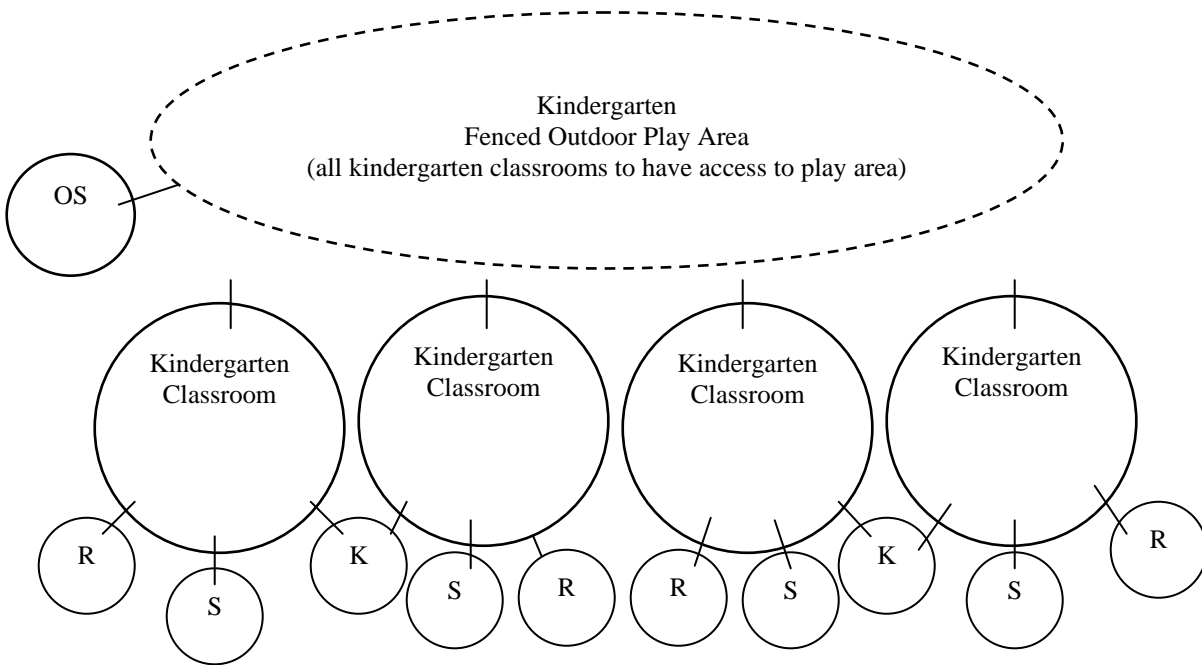 Kindergarten
Fenced Outdoor Play Area
(all kindergarten classrooms to have access to play area)
OS
Kindergarten
Classroom
Kindergarten
Classroom
Kindergarten
Classroom
Kindergarten
Classroom
R
S
K
S
R
R
S
K
S
R